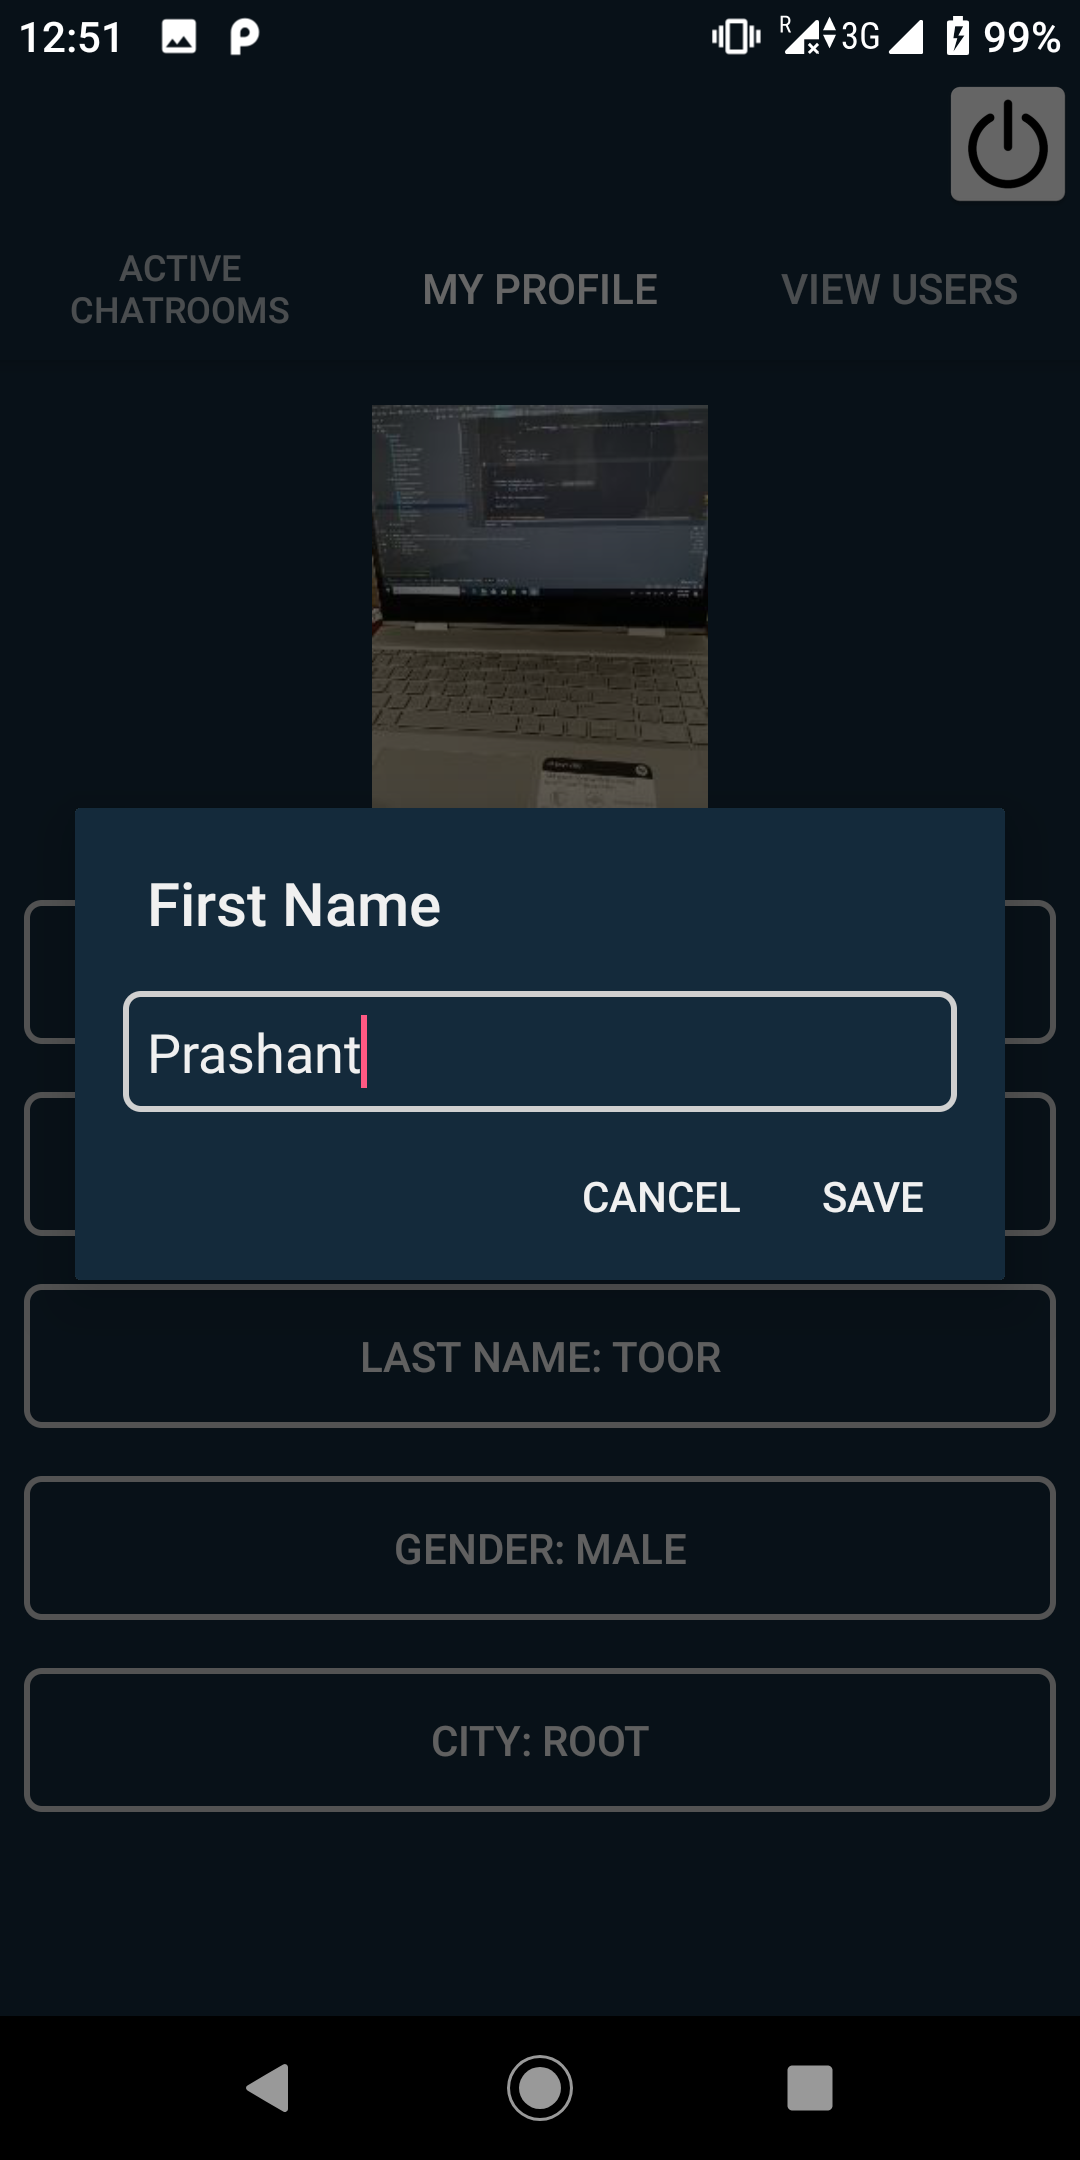 12:51
R 3G 99%
ACTIVE
CHATROOMS
MY PROFILE
VIEW USERS
First Name
Prashant
CANCEL SAVE
LAST NAME: TOOR
GENDER: MALE
CITY: ROOT